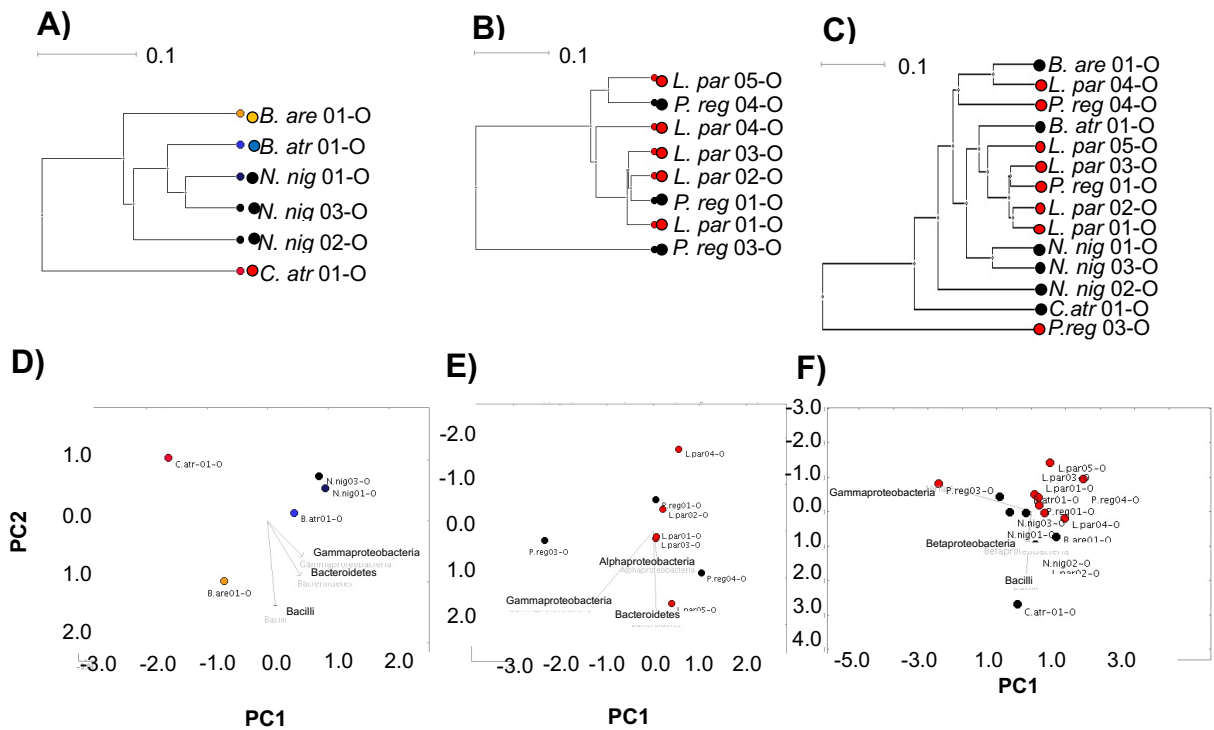 A)
0.1
B. are 01-O
B. atr 01-O
N. nig 01-O
N. nig 03-O
N. nig 02-O
C. atr 01-O
B)
0.1
L. par 05-O
P. reg 04-O
L. par 04-O
L. par 03-O
L. par 02-O
P. reg 01-O
L. par 01-O
P. reg 03-O
C)
0.1
B. are 01-O
L. par 04-O
P. reg 04-O
B. atr 01-O
L. par 05-O
L. par 03-O
P. reg 01-O
L. par 02-O
L. par 01-O
N. nig 01-O
N. nig 03-O
N. nig 02-O
C.atr 01-O
P.reg 03-O
D)
PC2
1.0
0.0
1.0
2.0
C.atr-01-O
N.nig03-O
N.nig01-O
B.atr01-O
Gammaproteobacteria
Gammaproteobacteria
Bacteroidetes
Bacteroidetes
B.are01-O
Bacilli
Bacilli
-3.0 -2.0 -1.0 0.0 1.0 2.0
PC1
E)
-2.0
-1.0
0.0
1.0
2.0
L.par04-O
P.reg01-O
L.par02-O
L.par01-O
L.par03-O
P.reg03-O
Alphaproteobacteria
Alphaproteobacteria
P.reg04-O
Gammaproteobacteria
L.par05-O
Bacteroidetes
-3.0 -1.0 0.0 1.0 2.0
PC1
F)
-3.0
-2.0
-1.0
0.0
1.0
2.0
3.0
4.0
L.par05-O
L.par03-O
Gammaproteobacteria
P.reg03-O
L.par01-O
atr01-O
P.reg04-O
P.reg01-O
N.nig03-O
L.par04-O
N.nig01-O
B.are01-O
Betaproteobacteria
Betaproteobacteria
N.nig02-O
L.par02-O
Bacilli
C.atr-01-O
-5.0 -3.0 1.0 1.0 3.0
PC1